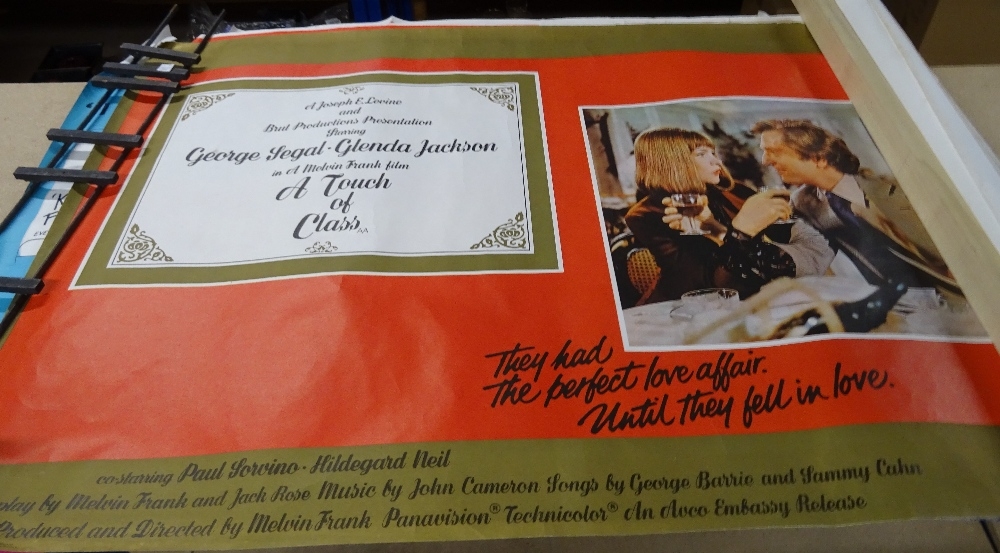 A Joseph E. Levine
and
Brut Productions Presentation
Starring
George Segal · Glenda Jackson
in A Melvin Frank film
A Touch
of
Class AA
They had
the perfect love affair.
Until they fell in love.
co-starring Paul Sorvino · Hildegard Neil
play by Melvin Frank and Jack Rose Music by John Cameron Songs by George Barrie and Sammy Cahn
Produced and Directed by Melvin Frank Panavision® Technicolor® An Avco Embassy Release